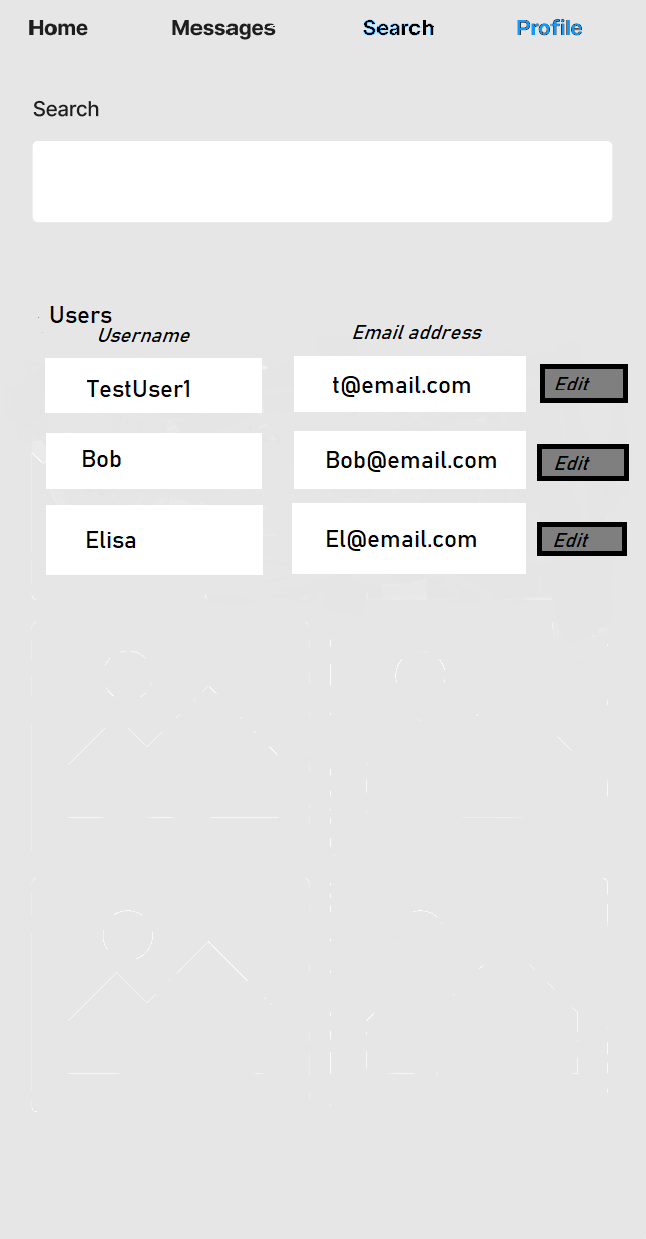 Home Messages Search Profile
Search
Users
Username Email address
TestUser1 t@email.com Edit
Bob Bob@email.com Edit
Elisa El@email.com Edit